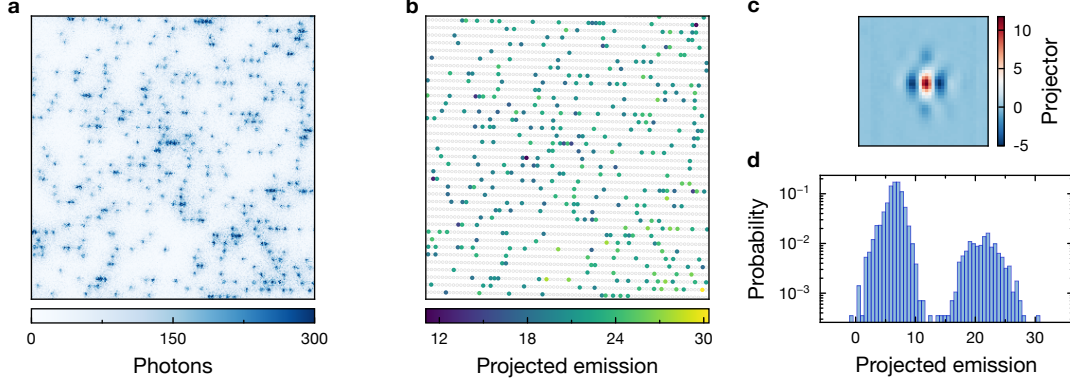 a
0
150
300
Photons
b
12
18
24
30
Projected emission
c
10
5
0
−5
Projector
d
10⁻¹
10⁻²
10⁻³
Probability
0
10
20
30
Projected emission